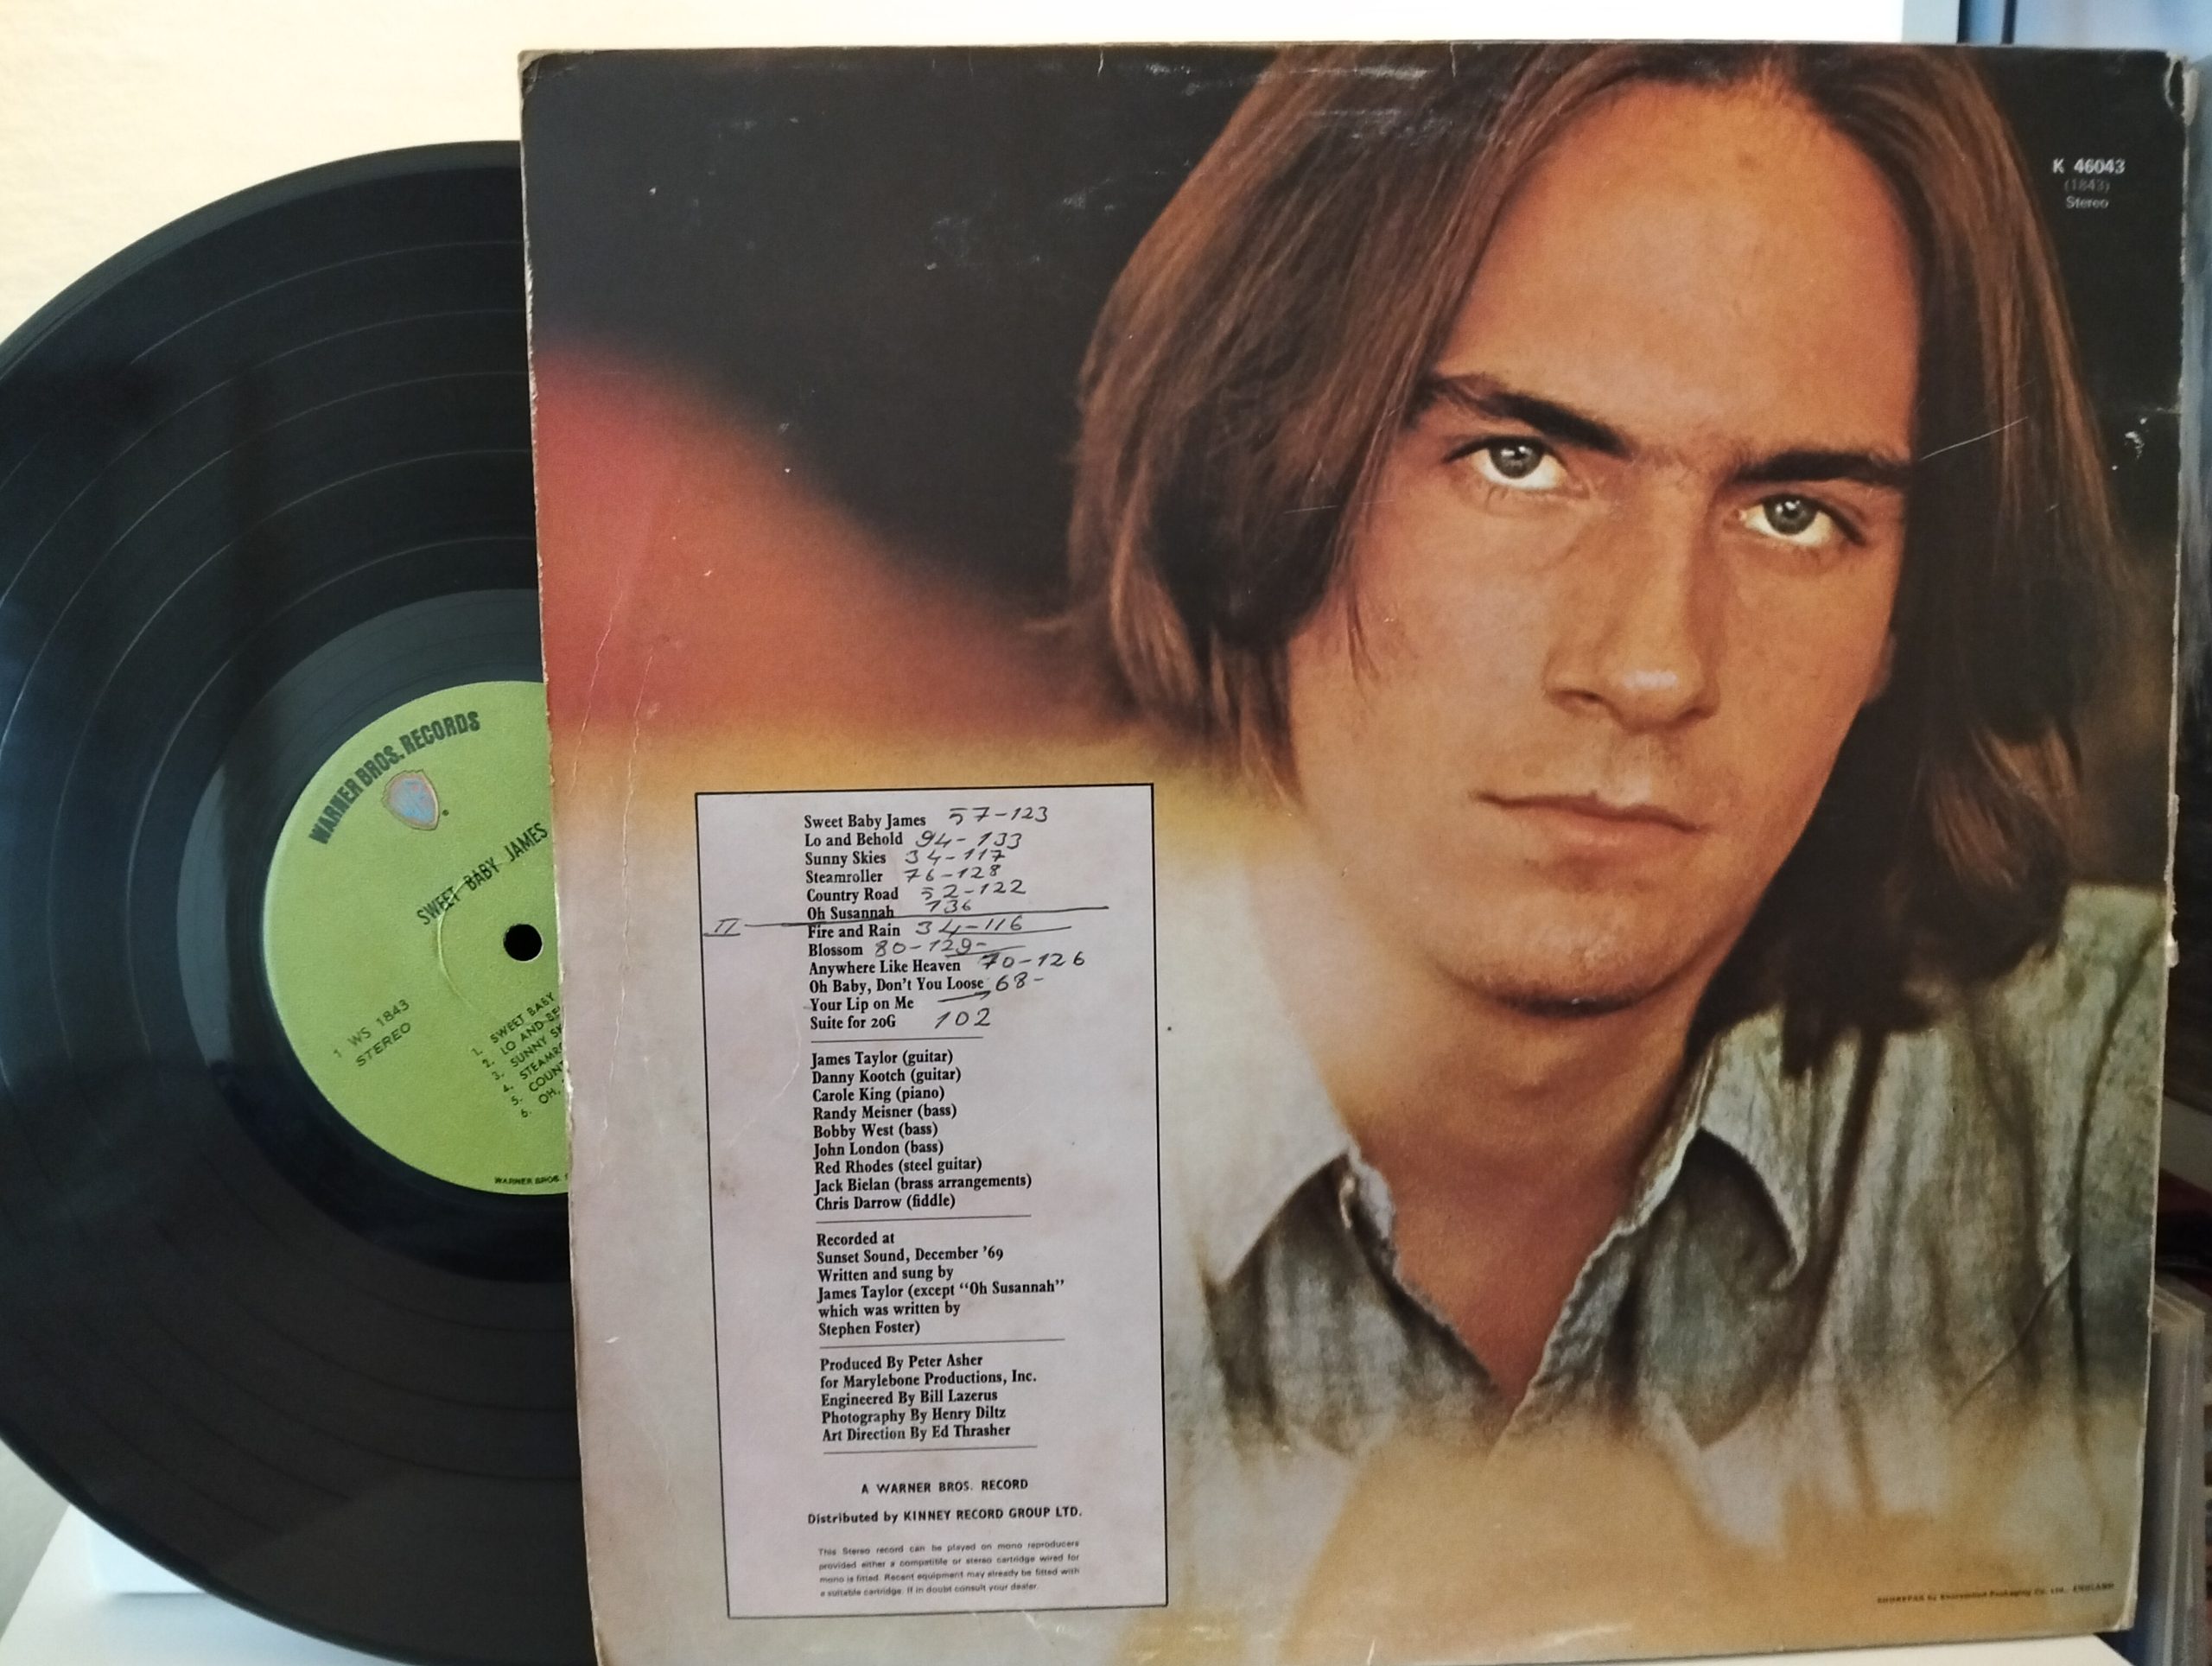 WARNER BROS. RECORDS
SWEET BABY JAMES
1 WS 1843
STEREO
1. SWEET BABY
2. LO AND
3. SUNNY
4.
5.
6. OH,
WARNER BROS.
K 46043
(1843)
Stereo
Sweet Baby James 57-123
Lo and Behold 94-133
Sunny Skies 34-117
Steamroller 76-128
Country Road 52-122
Oh Susannah 136
II Fire and Rain 34-116
Blossom 80-129-
Anywhere Like Heaven 70-126
Oh Baby, Don't You Loose 68-
Your Lip on Me
Suite for 20G 102
James Taylor (guitar)
Danny Kootch (guitar)
Carole King (piano)
Randy Meisner (bass)
Bobby West (bass)
John London (bass)
Red Rhodes (steel guitar)
Jack Bielan (brass arrangements)
Chris Darrow (fiddle)
Recorded at
Sunset Sound, December '69
Written and sung by
James Taylor (except "Oh Susannah"
which was written by
Stephen Foster)
Produced By Peter Asher
for Marylebone Productions, Inc.
Engineered By Bill Lazerus
Photography By Henry Diltz
Art Direction By Ed Thrasher
A WARNER BROS. RECORD
Distributed by KINNEY RECORD GROUP LTD.
This Stereo record can be played on mono reproducers
provided either a compatible or stereo cartridge wired for
mono is fitted. Recent equipment may already be fitted with
a suitable cartridge. If in doubt consult your dealer.
SHOREPAK by Shorewood Packaging Co. Ltd., ENGLAND